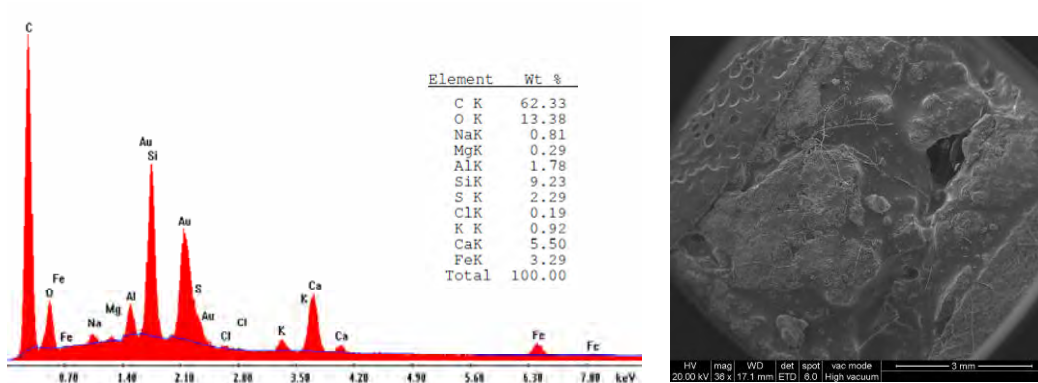 C
Au
Si
Au
Fe
O
Fe
Na
Mg
Al
S
Au
Cl
Cl
K
K
Ca
Ca
Fe
Fe
0.70 1.40 2.10 2.80 3.50 4.20 4.90 5.60 6.30 7.00 keV
Element Wt %
C K 62.33
O K 13.38
NaK 0.81
MgK 0.29
AlK 1.78
SiK 9.23
S K 2.29
ClK 0.19
K K 0.92
CaK 5.50
FeK 3.29
Total 100.00
HV mag WD det spot vac mode
20.00 kV 36 x 17.1 mm ETD 6.0 High vacuum
3 mm